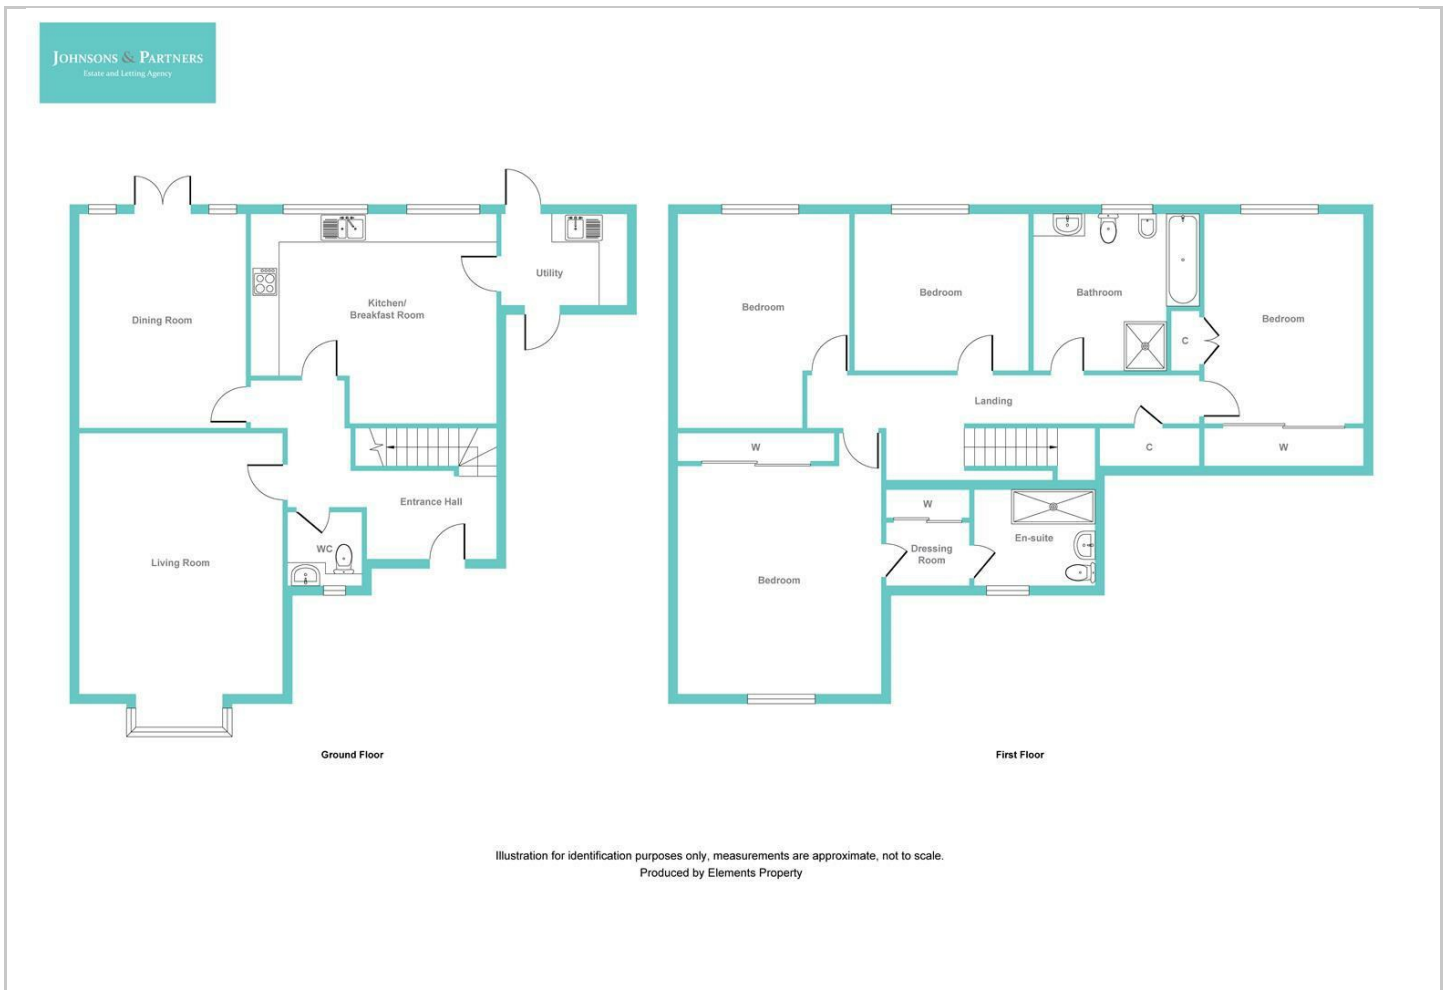 JOHNSONS & PARTNERS
Estate and Letting Agency
Dining Room
Kitchen/
Breakfast Room
Utility
Living Room
WC
Entrance Hall
Ground Floor
Bedroom
Bedroom
Bathroom
C
Bedroom
Landing
W
C
W
Bedroom
W
Dressing
Room
En-suite
First Floor
Illustration for identification purposes only, measurements are approximate, not to scale.
Produced by Elements Property